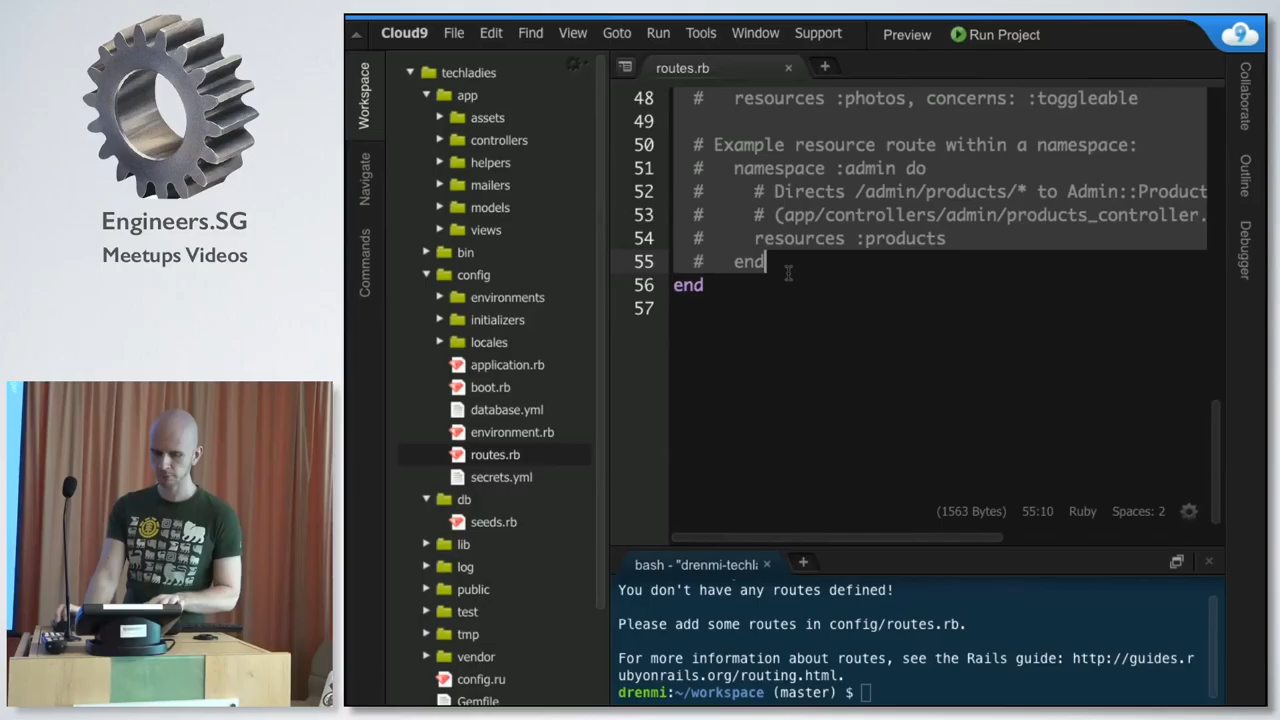 Engineers.SG
Meetups Videos
Cloud9 File Edit Find View Goto Run Tools Window Support Preview Run Project
9
Workspace
Navigate
Commands
techladies
app
assets
controllers
helpers
mailers
models
views
bin
config
environments
initializers
locales
application.rb
boot.rb
database.yml
environment.rb
routes.rb
secrets.yml
db
seeds.rb
lib
log
public
test
tmp
vendor
config.ru
Gemfile
routes.rb
48 # resources :photos, concerns: :toggleable
49
50 # Example resource route within a namespace:
51 # namespace :admin do
52 # # Directs /admin/products/* to Admin::Product
53 # # (app/controllers/admin/products_controller.
54 # resources :products
55 # end
56 end
57
(1563 Bytes) 55:10 Ruby Spaces: 2
bash - "drenmi-techla
You don't have any routes defined!
Please add some routes in config/routes.rb.
For more information about routes, see the Rails guide: http://guides.r
ubyonrails.org/routing.html.
drenmi:~/workspace (master) $
Collaborate
Outline
Debugger